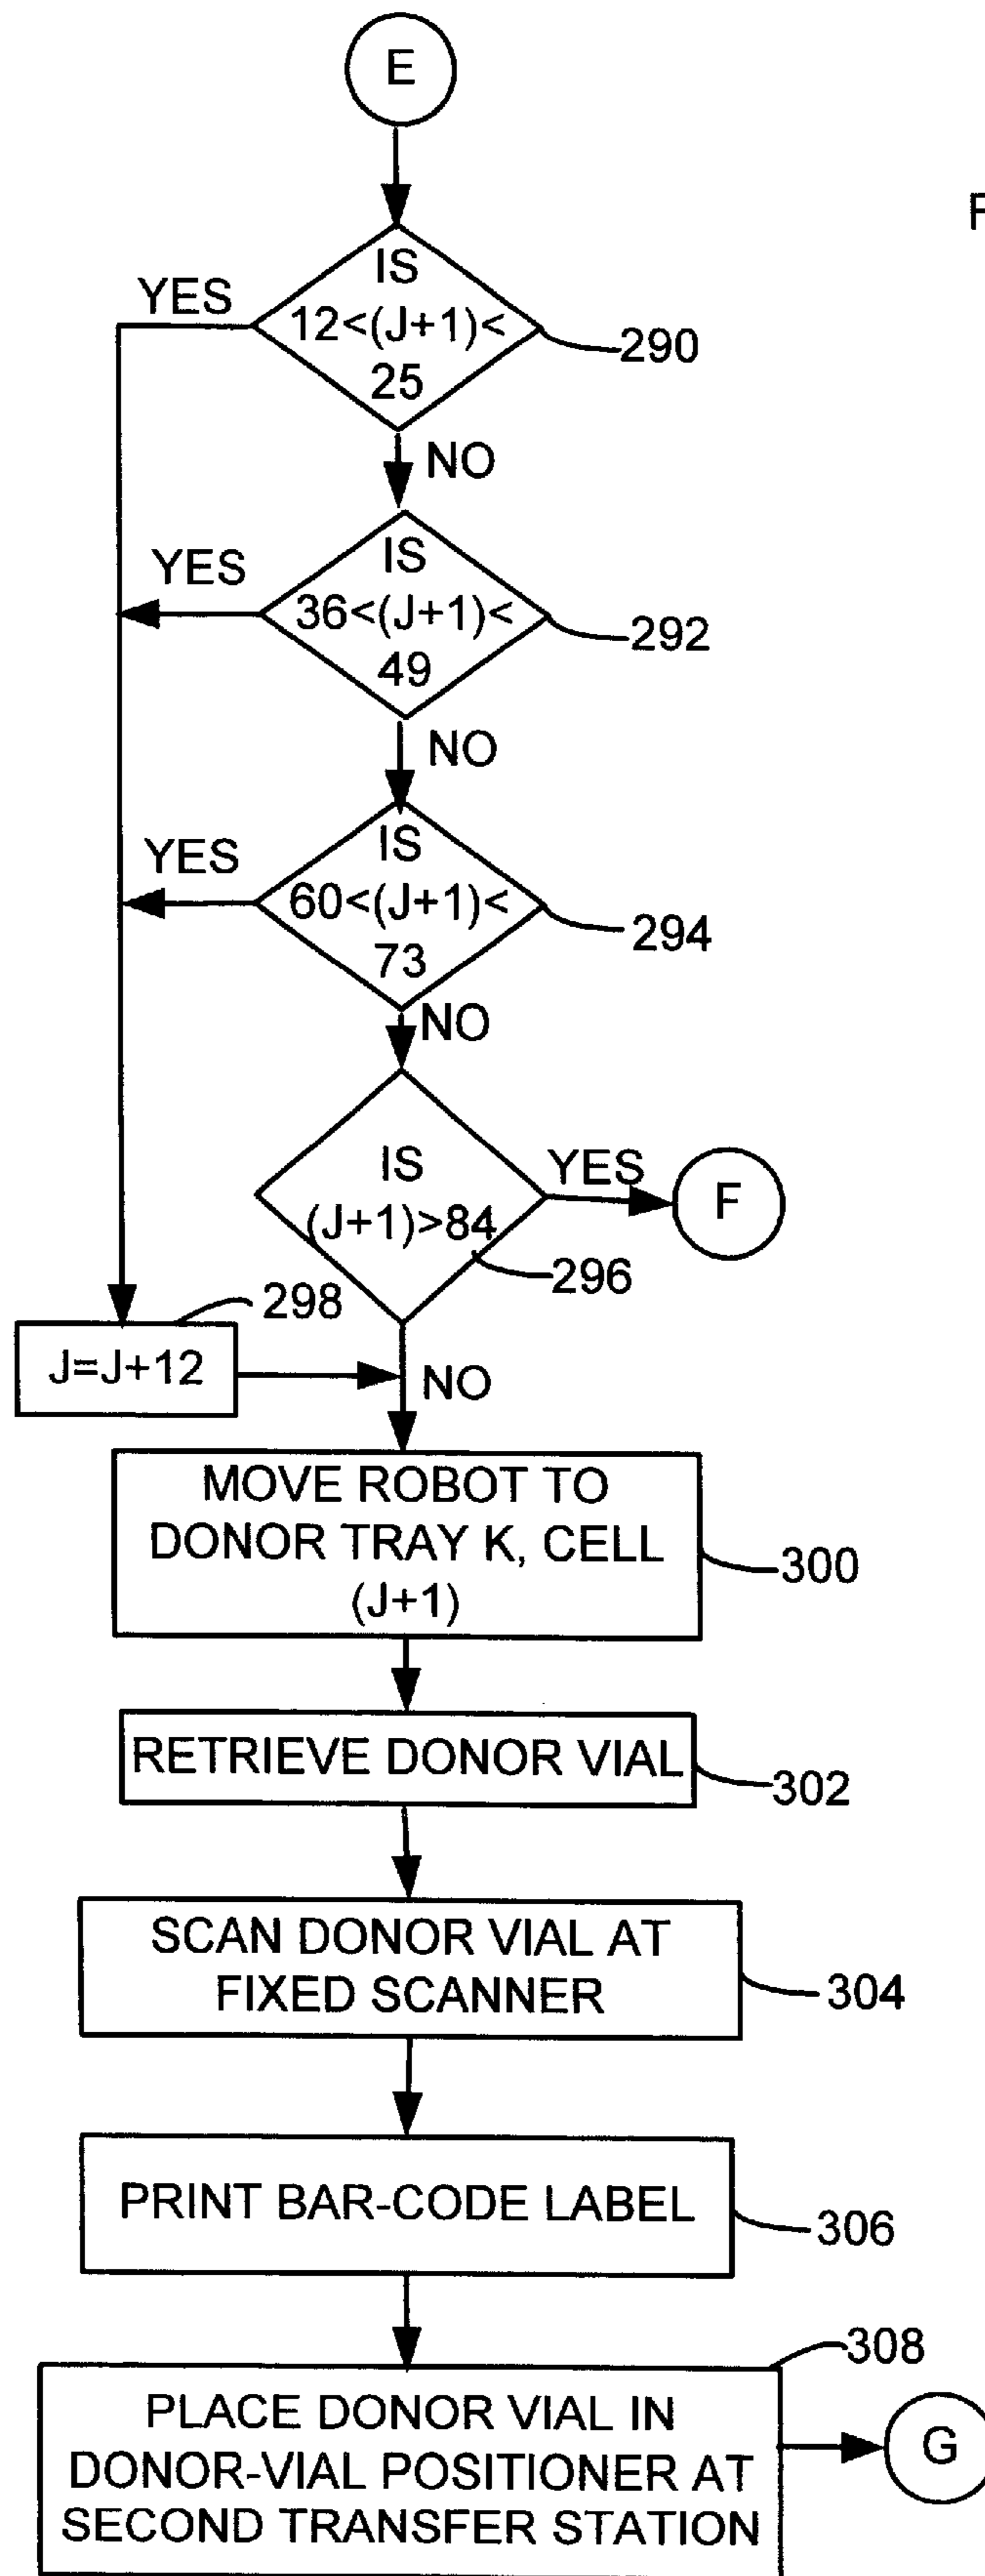 E
F
IS
12<(J+1)<
25
YES
290
NO
IS
36<(J+1)<
49
YES
292
NO
IS
60<(J+1)<
73
YES
294
NO
IS
(J+1)>84
YES
F
296
298
J=J+12
NO
MOVE ROBOT TO
DONOR TRAY K, CELL
(J+1)
300
RETRIEVE DONOR VIAL
302
SCAN DONOR VIAL AT
FIXED SCANNER
304
PRINT BAR-CODE LABEL
306
308
PLACE DONOR VIAL IN
DONOR-VIAL POSITIONER AT
SECOND TRANSFER STATION
G